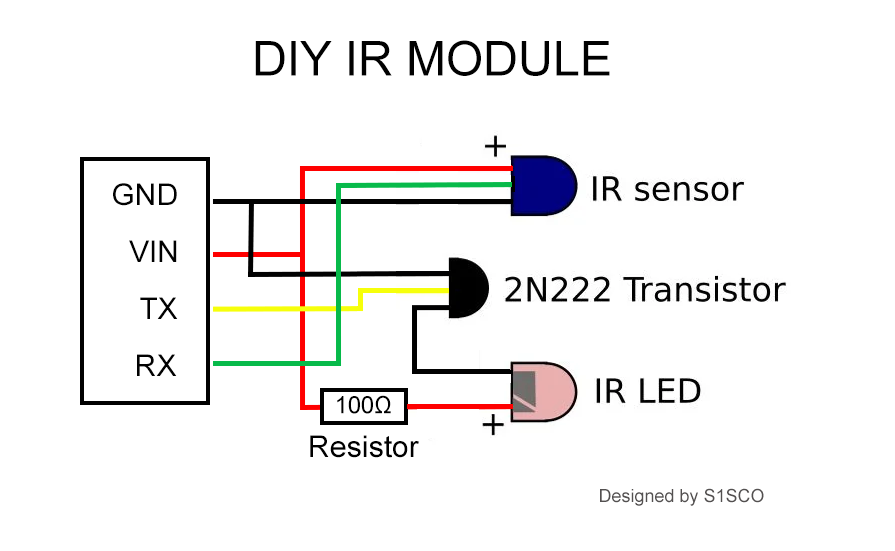 DIY IR MODULE
+
GND
IR sensor
VIN
2N222 Transistor
TX
RX
IR LED
100Ω
+
Resistor
Designed by S1SCO